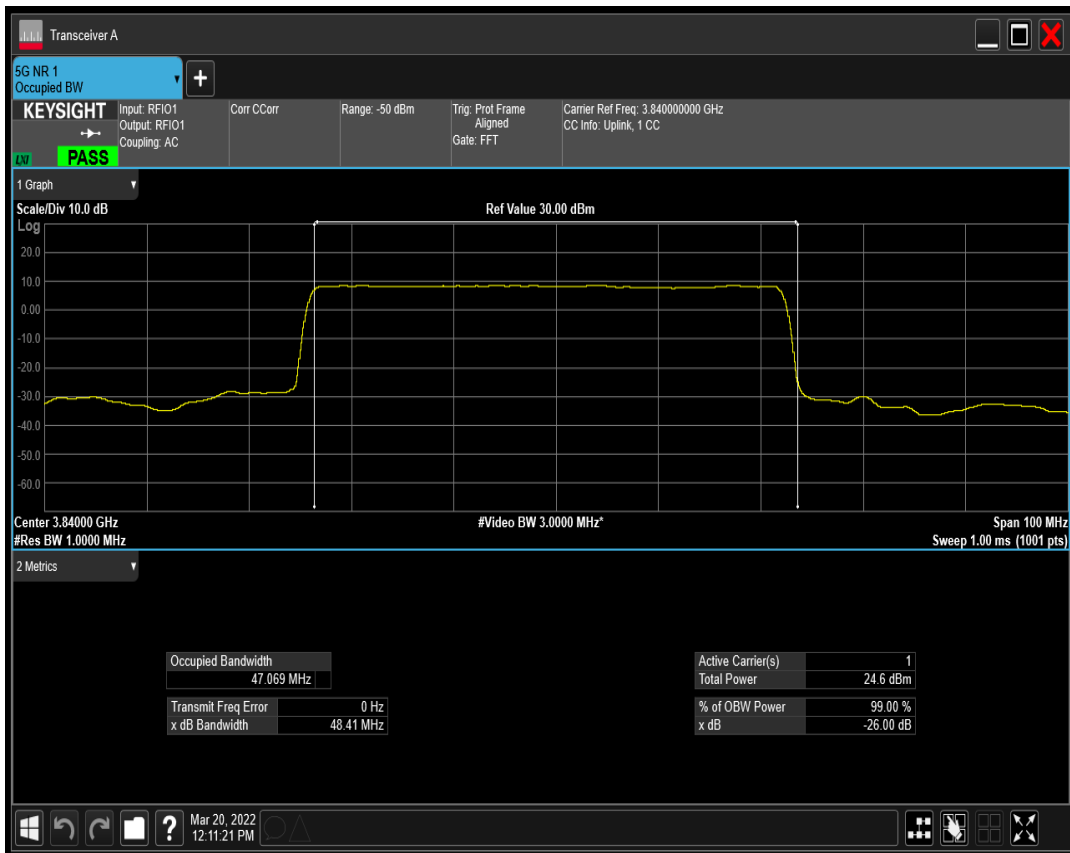 Transceiver A
5G NR 1
Occupied BW
+
KEYSIGHT
LXI
PASS
Input: RFIO1
Output: RFIO1
Coupling: AC
Corr CCorr
Range: -50 dBm
Trig: Prot Frame
Aligned
Gate: FFT
Carrier Ref Freq: 3.840000000 GHz
CC Info: Uplink, 1 CC
1 Graph
Scale/Div 10.0 dB
Ref Value 30.00 dBm
Log
20.0
10.0
0.00
-10.0
-20.0
-30.0
-40.0
-50.0
-60.0
Center 3.84000 GHz
#Video BW 3.0000 MHz*
Span 100 MHz
#Res BW 1.0000 MHz
Sweep 1.00 ms (1001 pts)
2 Metrics
Occupied Bandwidth
47.069 MHz
Transmit Freq Error 0 Hz
x dB Bandwidth 48.41 MHz
Active Carrier(s) 1
Total Power 24.6 dBm
% of OBW Power 99.00 %
x dB -26.00 dB
?
Mar 20, 2022
12:11:21 PM